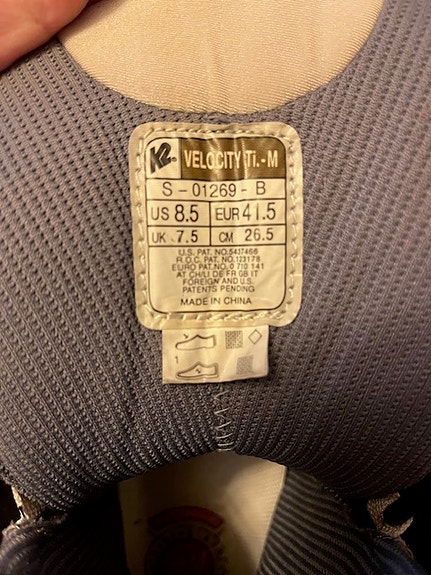 K2 VELOCITY Ti.-M
S - 01269 - B
US 8.5 EUR 41.5
UK 7.5 CM 26.5
U.S. PAT. NO.5437466
R.O.C. PAT. NO.123178
EURO PAT.NO.0 710 141
AT CH/LI DE FR GB IT
FOREIGN AND U.S.
PATENTS PENDING
MADE IN CHINA
1